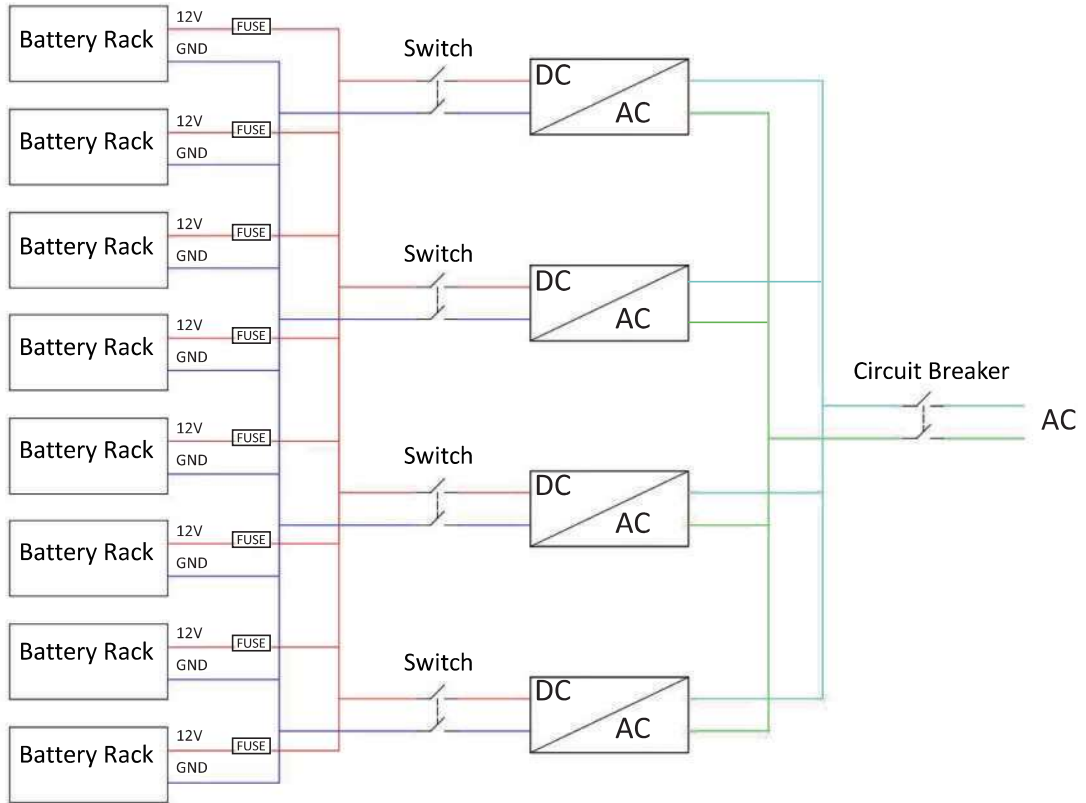 12V
FUSE
Battery Rack
GND
Switch
DC
AC
12V
FUSE
Battery Rack
GND
12V
FUSE
Battery Rack
GND
Switch
DC
AC
12V
FUSE
Battery Rack
GND
Circuit Breaker
AC
12V
FUSE
Battery Rack
GND
Switch
DC
AC
12V
FUSE
Battery Rack
GND
12V
FUSE
Battery Rack
GND
Switch
DC
AC
12V
FUSE
Battery Rack
GND